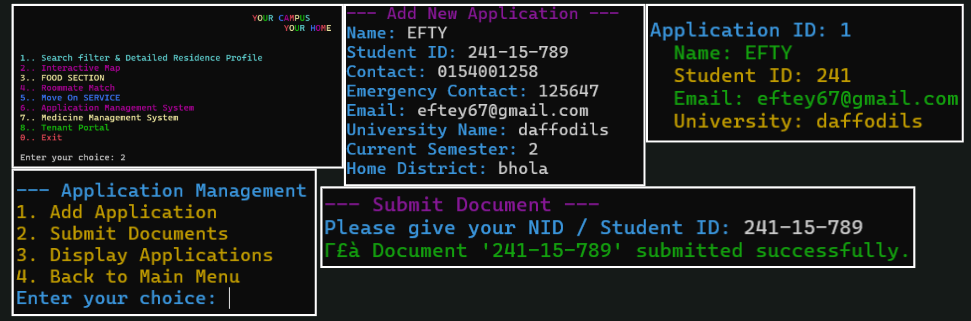 YOUR CAMPUS
YOUR HOME
1.. Search filter & Detailed Residence Profile
2.. Interactive Map
3.. FOOD SECTION
4.. Roommate Match
5.. Move On SERVICE
6.. Application Management System
7.. Medicine Management System
8.. Tenant Portal
0.. Exit
Enter your choice: 2
--- Add New Application ---
Name: EFTY
Student ID: 241-15-789
Contact: 0154001258
Emergency Contact: 125647
Email: eftey67@gmail.com
University Name: daffodils
Current Semester: 2
Home District: bhola
Application ID: 1
Name: EFTY
Student ID: 241
Email: eftey67@gmail.com
University: daffodils
--- Application Management
1. Add Application
2. Submit Documents
3. Display Applications
4. Back to Main Menu
Enter your choice:
--- Submit Document ---
Please give your NID / Student ID: 241-15-789
Γ£à Document '241-15-789' submitted successfully.